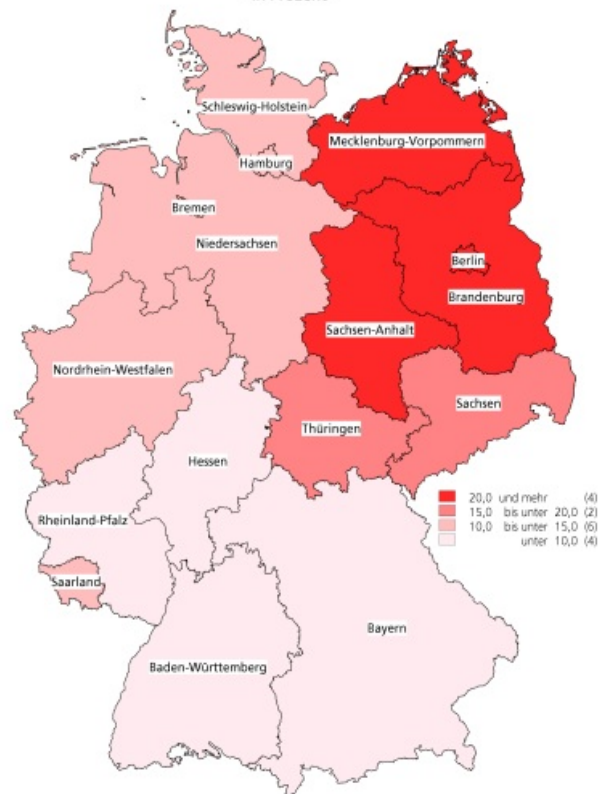 Schleswig-Holstein
Mecklenburg-Vorpommern
Hamburg
Bremen
Niedersachsen
Berlin
Brandenburg
Sachsen-Anhalt
Nordrhein-Westfalen
Sachsen
Thüringen
Hessen
20,0 und mehr (4)
15,0 bis unter 20,0 (2)
10,0 bis unter 15,0 (6)
unter 10,0 (4)
Rheinland-Pfalz
Saarland
Bayern
Baden-Württemberg